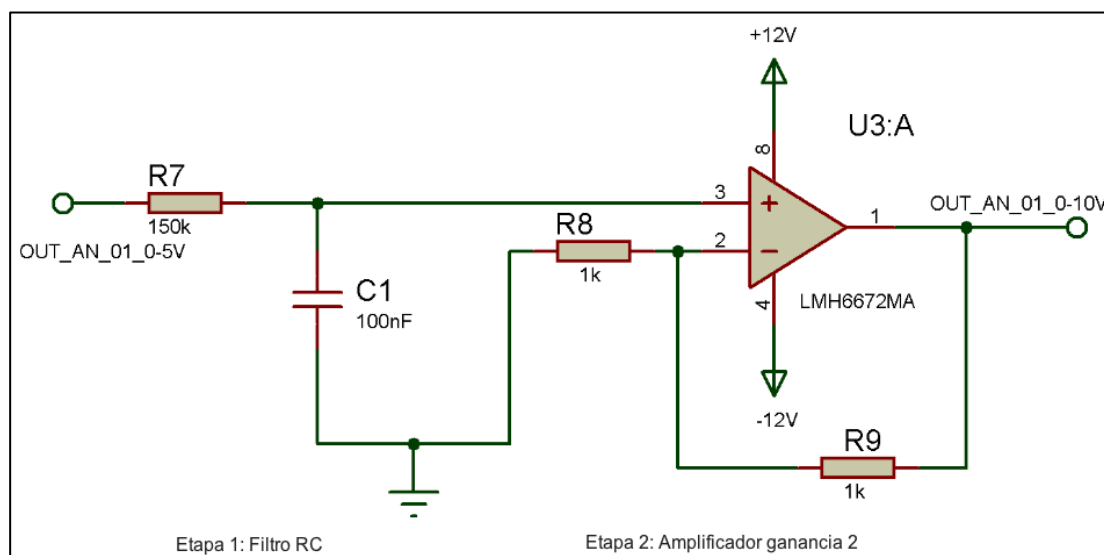 +12V
U3:A
8
R7
150k
OUT_AN_01_0-5V
3
R8
1k
2
1
OUT_AN_01_0-10V
4
LMH6672MA
C1
100nF
-12V
R9
1k
Etapa 1: Filtro RC
Etapa 2: Amplificador ganancia 2